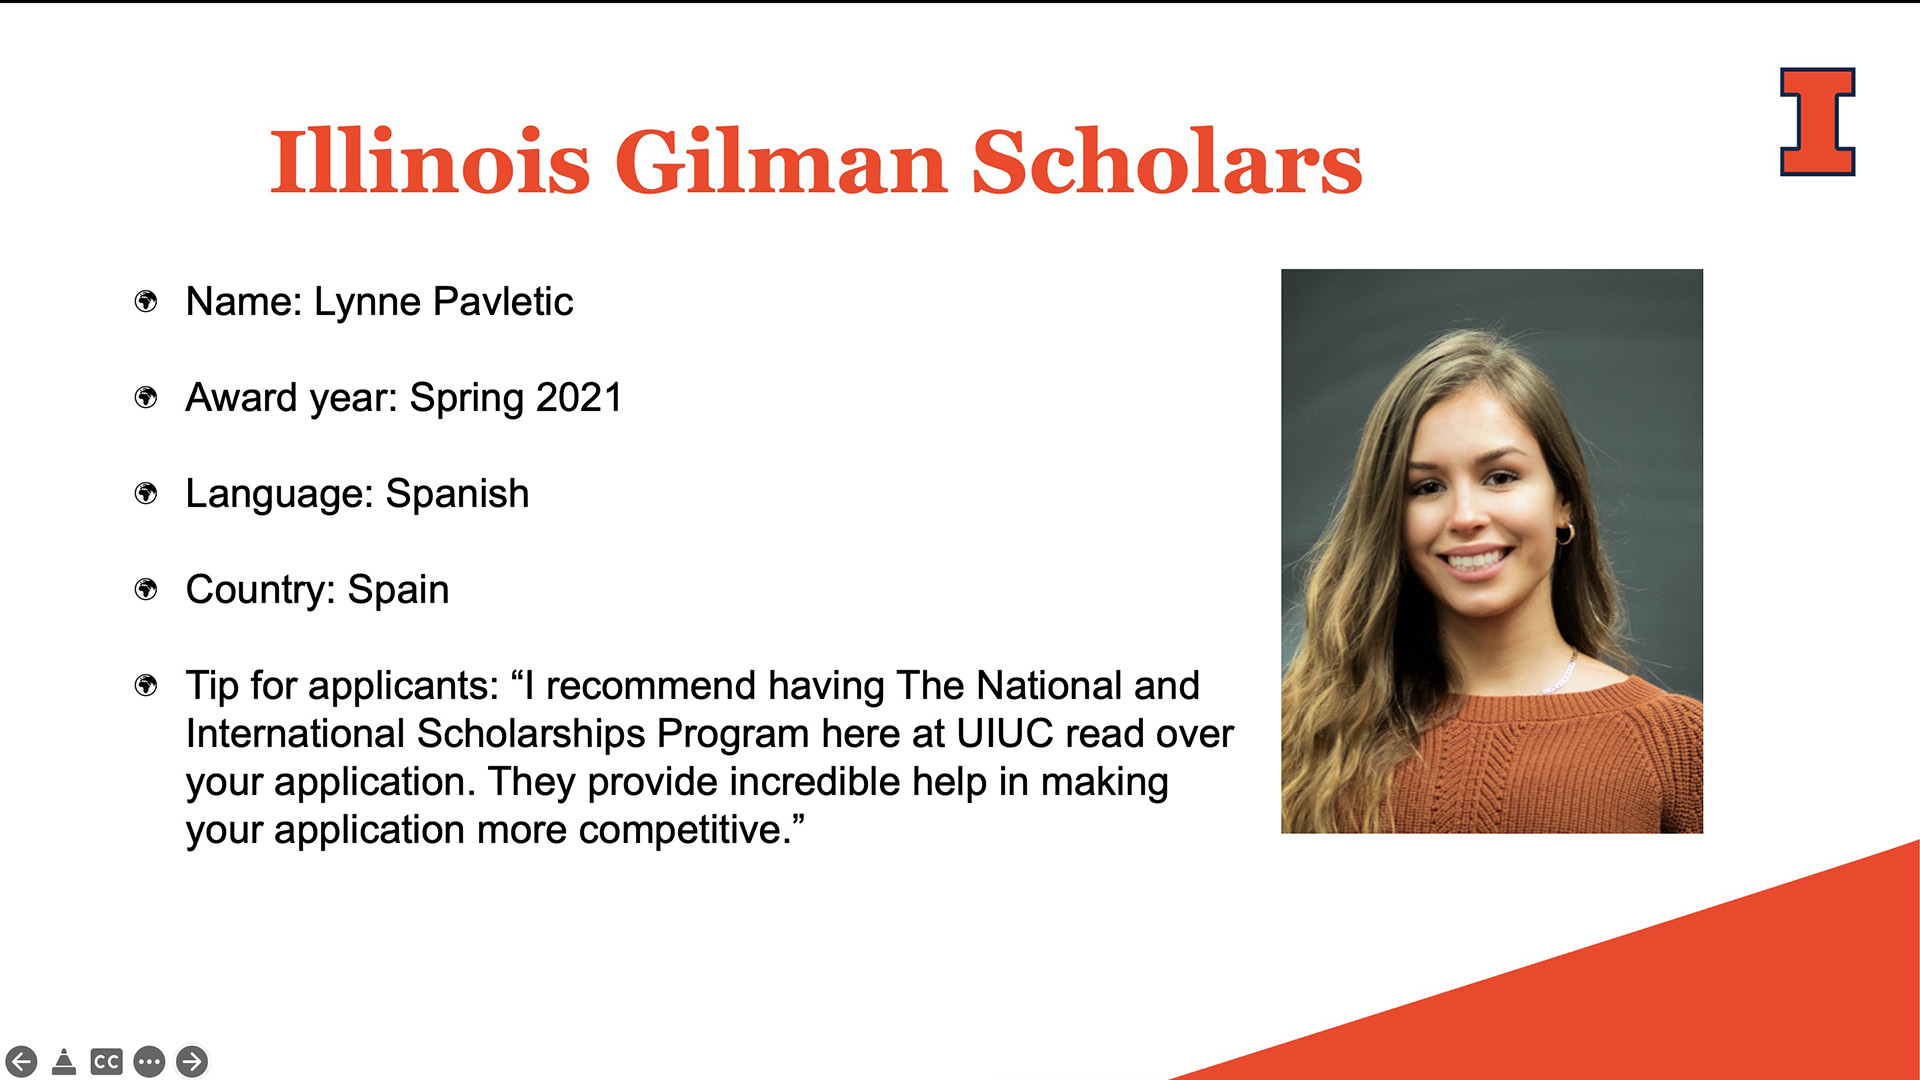 Illinois Gilman Scholars
I
Name: Lynne Pavletic
Award year: Spring 2021
Language: Spanish
Country: Spain
Tip for applicants: “I recommend having The National and
International Scholarships Program here at UIUC read over
your application. They provide incredible help in making
your application more competitive.”
CC